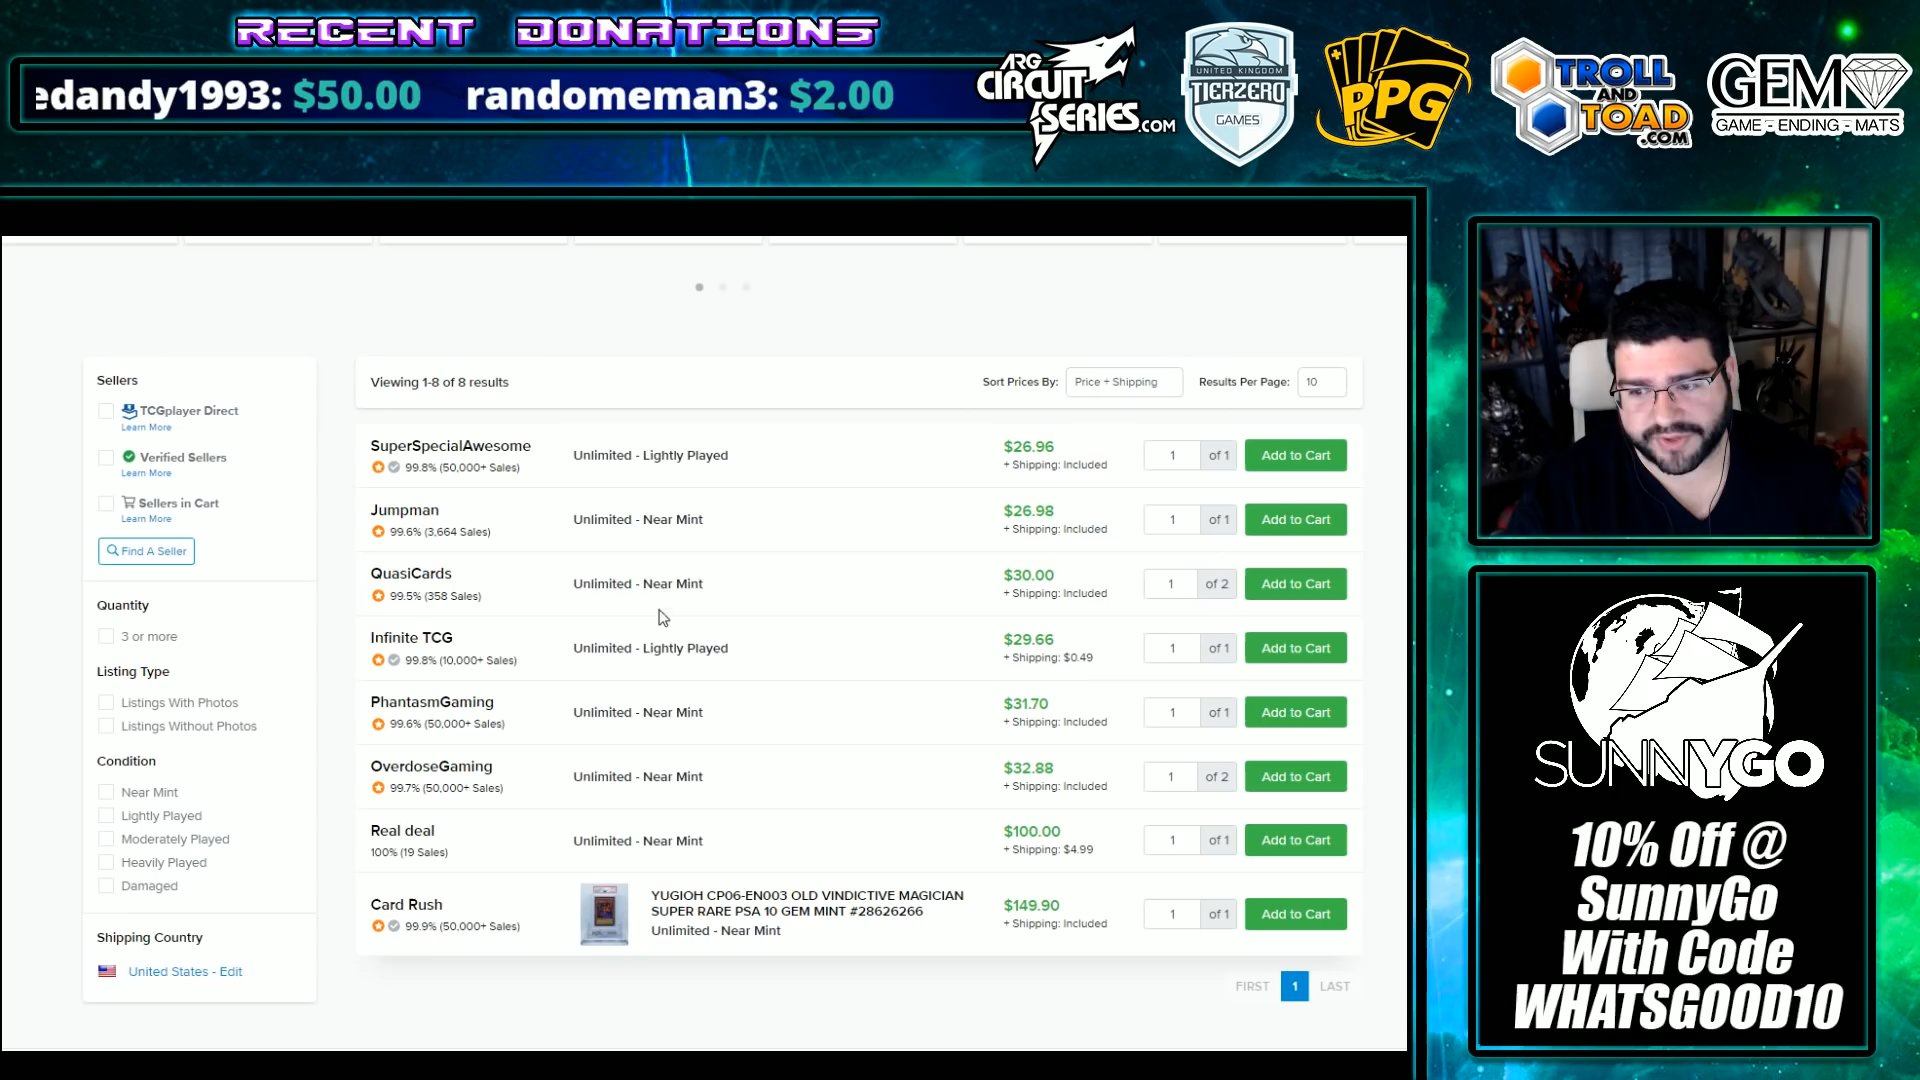 RECENT DONATIONS
edandy1993: $50.00 randomeman3: $2.00
ARG
CIRCUIT
SERIES.COM
UNITED KINGDOM
TIERZERO
GAMES
PPG
TROLL
AND
TOAD
.COM
GEM
GAME - ENDING - MATS
Sellers
TCGplayer Direct
Learn More
Verified Sellers
Learn More
Sellers in Cart
Learn More
Find A Seller
Quantity
3 or more
Listing Type
Listings With Photos
Listings Without Photos
Condition
Near Mint
Lightly Played
Moderately Played
Heavily Played
Damaged
Shipping Country
United States - Edit
Viewing 1-8 of 8 results
Sort Prices By: Price + Shipping Results Per Page: 10
SuperSpecialAwesome
99.8% (50,000+ Sales)
Unlimited - Lightly Played
$26.96
+ Shipping: Included
1 of 1 Add to Cart
Jumpman
99.6% (3,664 Sales)
Unlimited - Near Mint
$26.98
+ Shipping: Included
1 of 1 Add to Cart
QuasiCards
99.5% (358 Sales)
Unlimited - Near Mint
$30.00
+ Shipping: Included
1 of 2 Add to Cart
Infinite TCG
99.8% (10,000+ Sales)
Unlimited - Lightly Played
$29.66
+ Shipping: $0.49
1 of 1 Add to Cart
PhantasmGaming
99.6% (50,000+ Sales)
Unlimited - Near Mint
$31.70
+ Shipping: Included
1 of 1 Add to Cart
OverdoseGaming
99.7% (50,000+ Sales)
Unlimited - Near Mint
$32.88
+ Shipping: Included
1 of 2 Add to Cart
Real deal
100% (19 Sales)
Unlimited - Near Mint
$100.00
+ Shipping: $4.99
1 of 1 Add to Cart
Card Rush
99.9% (50,000+ Sales)
YUGIOH CP06-EN003 OLD VINDICTIVE MAGICIAN
SUPER RARE PSA 10 GEM MINT #28626266
Unlimited - Near Mint
$149.90
+ Shipping: Included
1 of 1 Add to Cart
FIRST 1 LAST
SUNNYGO
10% Off @
SunnyGo
With Code
WHATSGOOD10